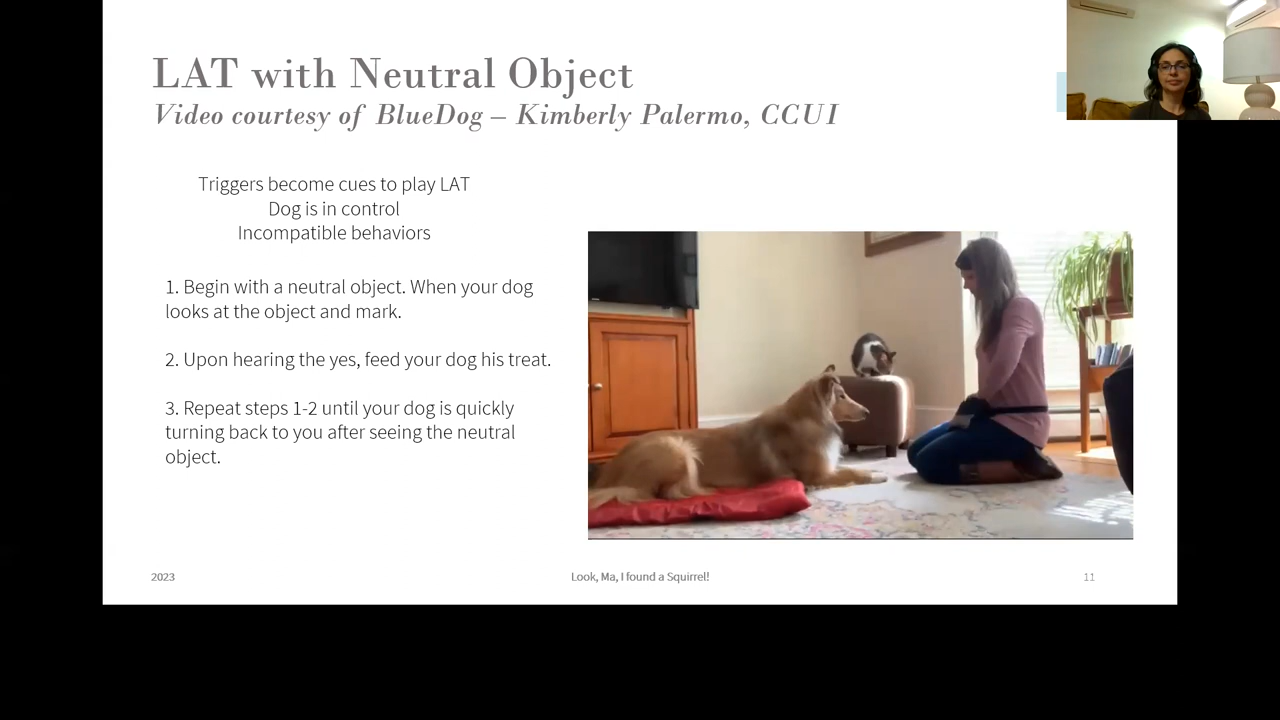 LAT with Neutral Object
Video courtesy of BlueDog – Kimberly Palermo, CCUI
Triggers become cues to play LAT
Dog is in control
Incompatible behaviors
1. Begin with a neutral object. When your dog
looks at the object and mark.
2. Upon hearing the yes, feed your dog his treat.
3. Repeat steps 1-2 until your dog is quickly
turning back to you after seeing the neutral
object.
2023
Look, Ma, I found a Squirrel!
11